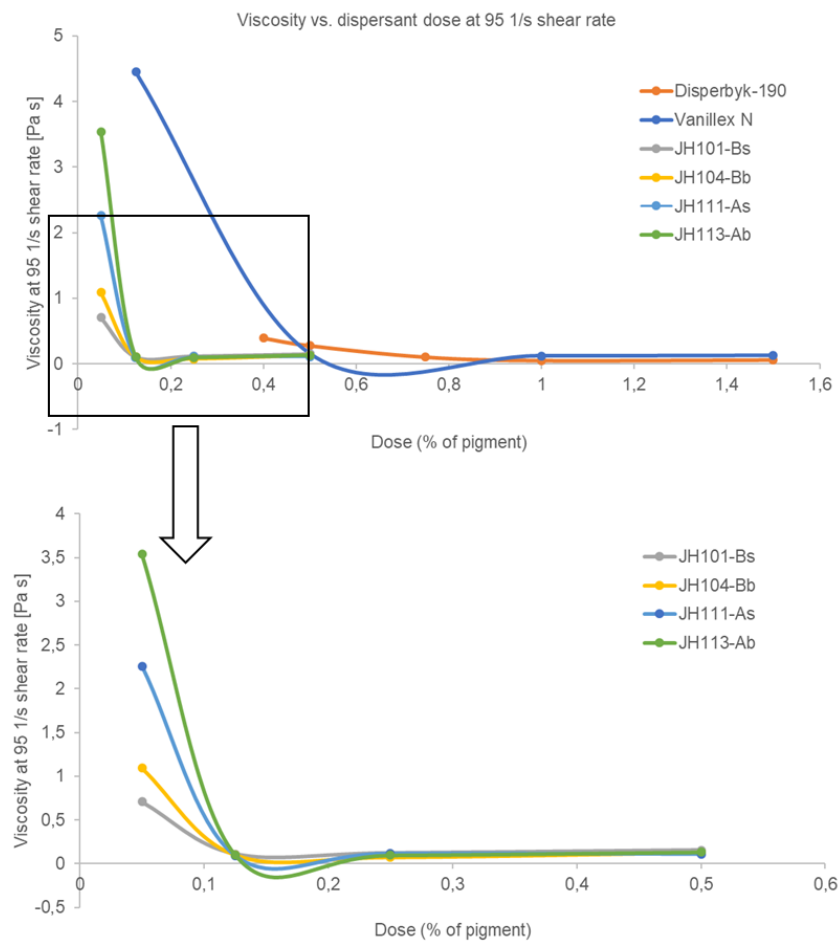 Viscosity vs. dispersant dose at 95 1/s shear rate
Viscosity at 95 1/s shear rate [Pa s]
5
4
3
2
1
0
-1
0
0,2
0,4
0,6
0,8
1
1,2
1,4
1,6
Disperbyk-190
Vanillex N
JH101-Bs
JH104-Bb
JH111-As
JH113-Ab
Dose (% of pigment)
Viscosity at 95 1/s shear rate [Pa s]
4
3,5
3
2,5
2
1,5
1
0,5
0
-0,5
0
0,1
0,2
0,3
0,4
0,5
0,6
JH101-Bs
JH104-Bb
JH111-As
JH113-Ab
Dose (% of pigment)